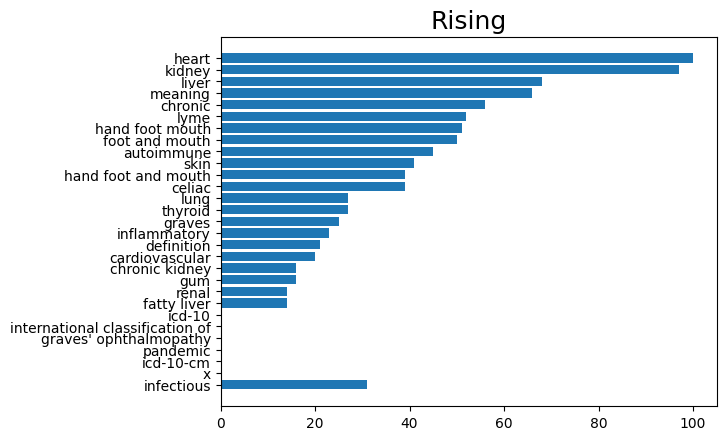 Rising
heart
kidney
liver
meaning
chronic
lyme
hand foot mouth
foot and mouth
autoimmune
skin
hand foot and mouth
celiac
lung
thyroid
graves
inflammatory
definition
cardiovascular
chronic kidney
gum
renal
fatty liver
icd-10
international classification of
graves' ophthalmopathy
pandemic
icd-10-cm
x
infectious
0 20 40 60 80 100